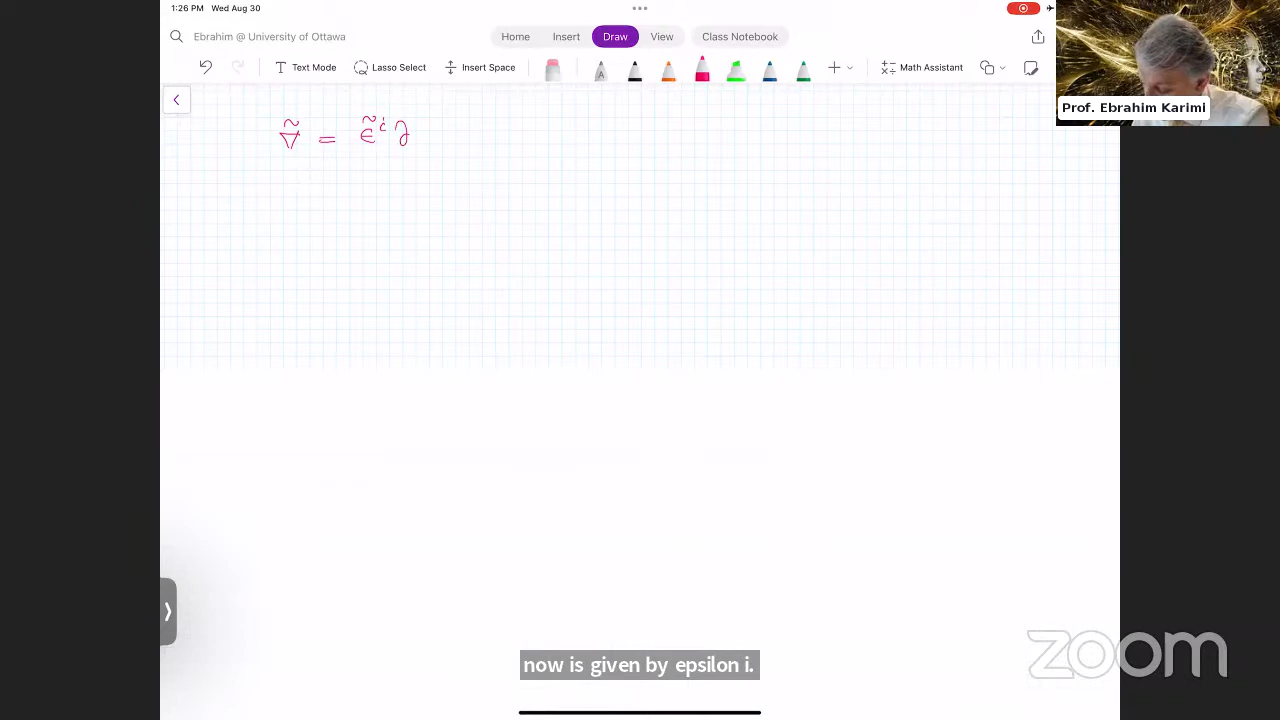 1:26 PM Wed Aug 30
Ebrahim @ University of Ottawa
Home Insert Draw View Class Notebook
Text Mode Lasso Select Insert Space Math Assistant
Prof. Ebrahim Karimi
∇̃ = ϵ̃ⁱ ∂
now is given by epsilon i.
zoom